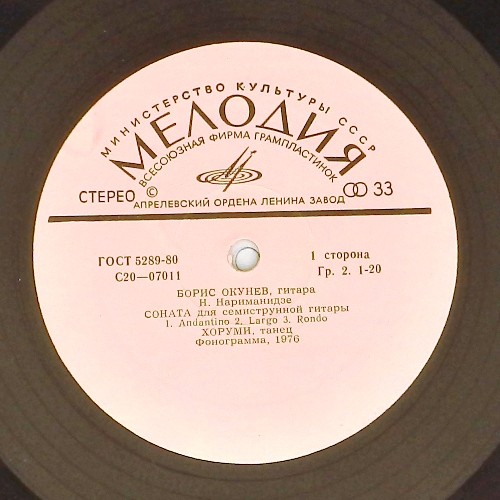 МИНИСТЕРСТВО КУЛЬТУРЫ СССР
МЕЛОДИЯ
ВСЕСОЮЗНАЯ ФИРМА ГРАМПЛАСТИНОК
СТЕРЕО © 33
АПРЕЛЕВСКИЙ ОРДЕНА ЛЕНИНА ЗАВОД
ГОСТ 5289-80
С20—07011
1 сторона
Гр. 2. 1-20
БОРИС ОКУНЕВ, гитара
Н. Нариманидзе
СОНАТА для семиструнной гитары
1. Andantino 2. Largo 3. Rondo
ХОРУМИ, танец
Фонограмма, 1976